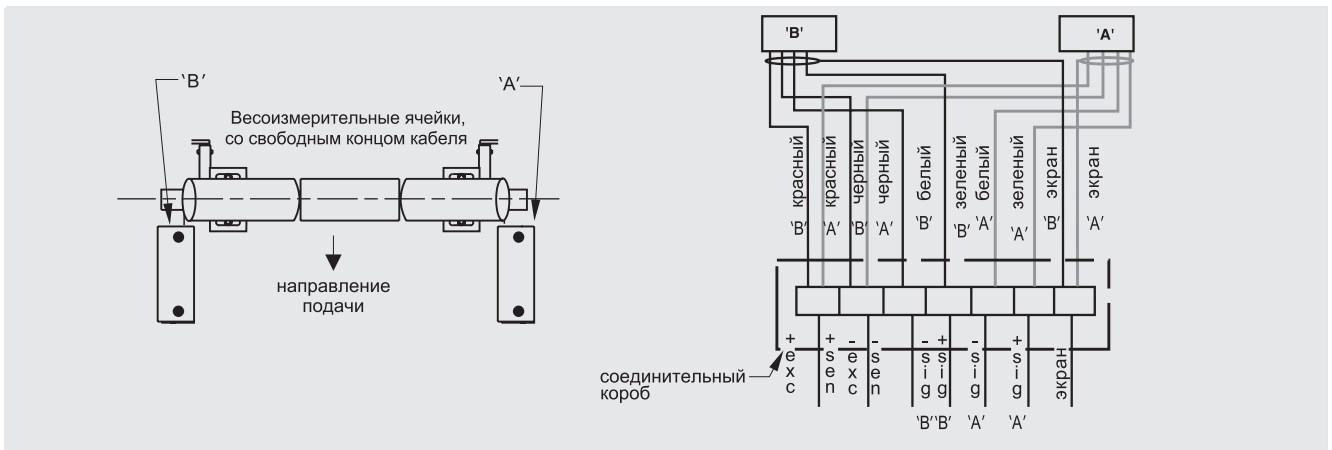 'B'
'A'
Весоизмерительные ячейки,
со свободным концом кабеля
направление
подачи
'B'
'A'
красный 'B'
красный 'A'
черный 'B'
черный 'A'
белый 'B'
зеленый 'B'
белый 'A'
зеленый 'A'
экран 'B'
экран 'A'
соединительный
короб
+exc
+sen
-exc
-sen
-sig 'B'
+sig 'B'
-sig 'A'
+sig 'A'
экран